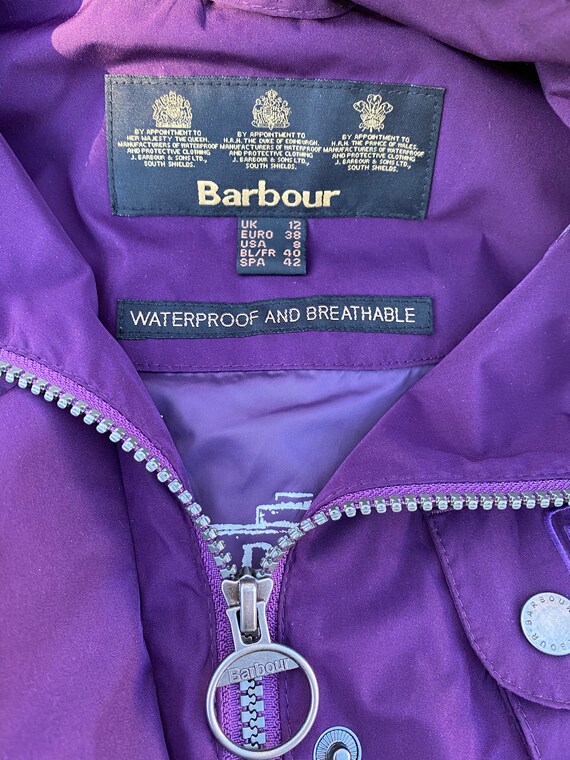 BY APPOINTMENT TO
HER MAJESTY THE QUEEN.
MANUFACTURERS OF WATERPROOF
AND PROTECTIVE CLOTHING
J. BARBOUR & SONS LTD.,
SOUTH SHIELDS.
BY APPOINTMENT TO
H.R.H. THE DUKE OF EDINBURGH.
MANUFACTURERS OF WATERPROOF
AND PROTECTIVE CLOTHING
J. BARBOUR & SONS LTD.,
SOUTH SHIELDS.
BY APPOINTMENT TO
H.R.H. THE PRINCE OF WALES.
MANUFACTURERS OF WATERPROOF
AND PROTECTIVE CLOTHING
J. BARBOUR & SONS LTD.,
SOUTH SHIELDS.
Barbour
UK 12
EURO 38
USA 8
BL/FR 40
SPA 42
WATERPROOF AND BREATHABLE
Barbour
BARBOUR